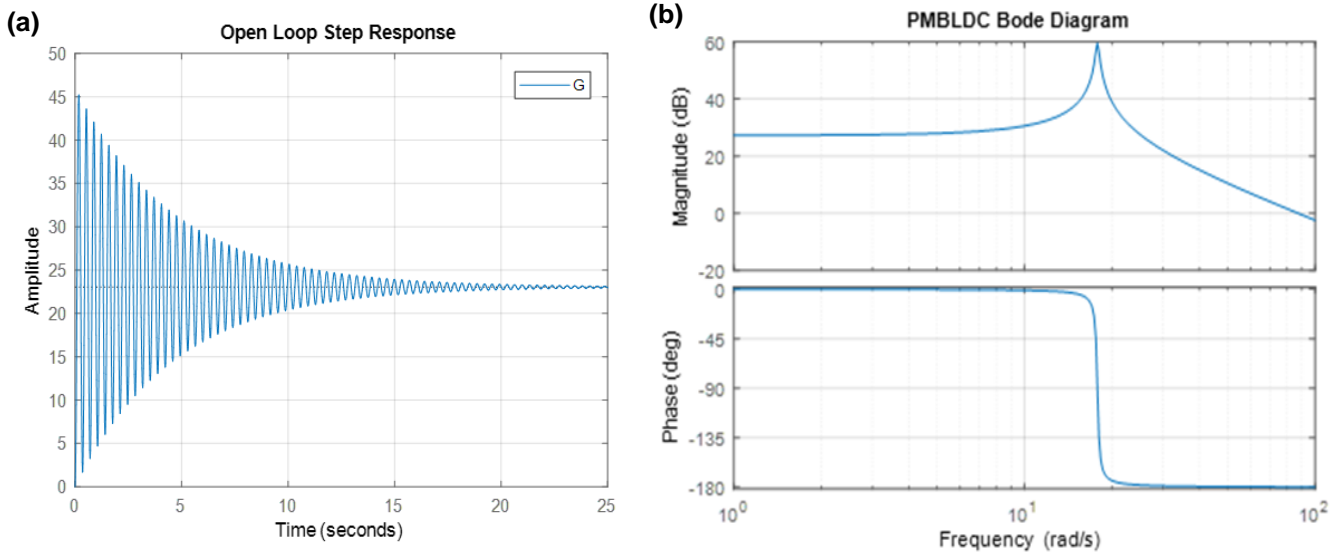 (a)
Open Loop Step Response
G
50
45
40
35
30
25
20
15
10
5
0
Amplitude
0 5 10 15 20 25
Time (seconds)
(b)
PMBLDC Bode Diagram
60
40
20
0
-20
Magnitude (dB)
0
-45
-90
-135
-180
Phase (deg)
10^0 10^1 10^2
Frequency (rad/s)